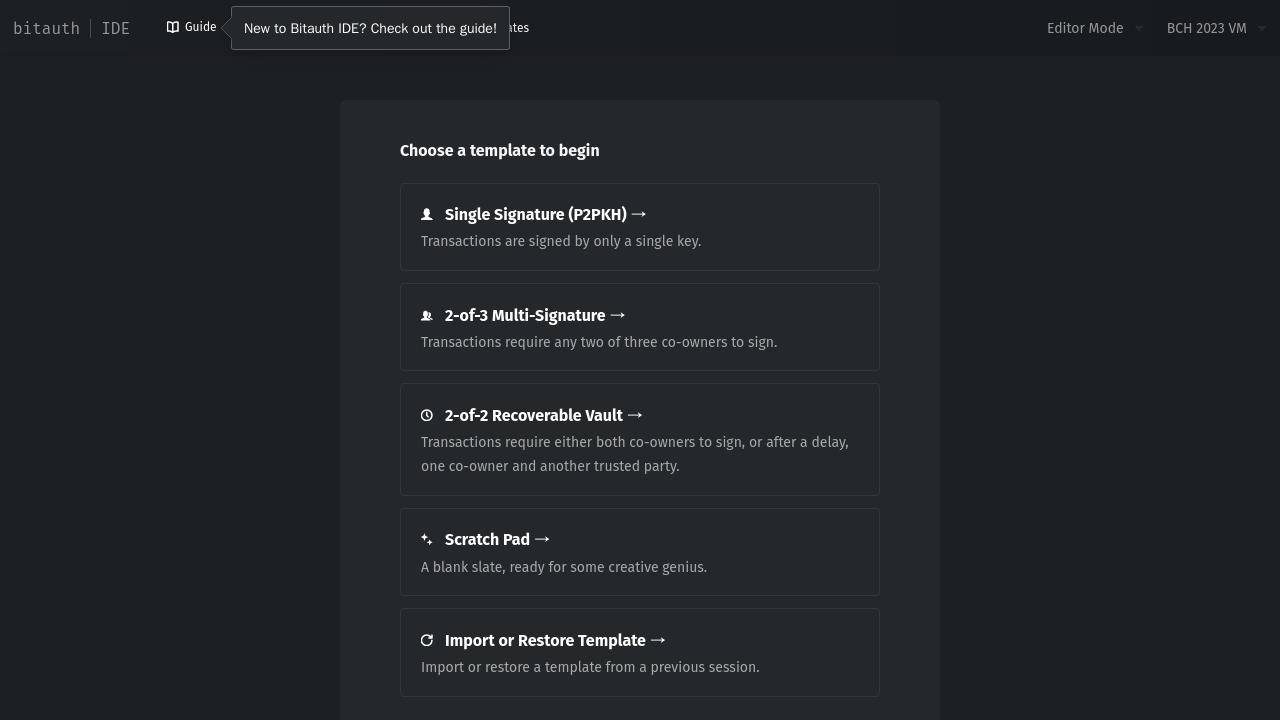 bitauth IDE
Guide
New to Bitauth IDE? Check out the guide!
Editor Mode
BCH 2023 VM
Choose a template to begin
Single Signature (P2PKH) →
Transactions are signed by only a single key.
2-of-3 Multi-Signature →
Transactions require any two of three co-owners to sign.
2-of-2 Recoverable Vault →
Transactions require either both co-owners to sign, or after a delay,
one co-owner and another trusted party.
Scratch Pad →
A blank slate, ready for some creative genius.
Import or Restore Template →
Import or restore a template from a previous session.